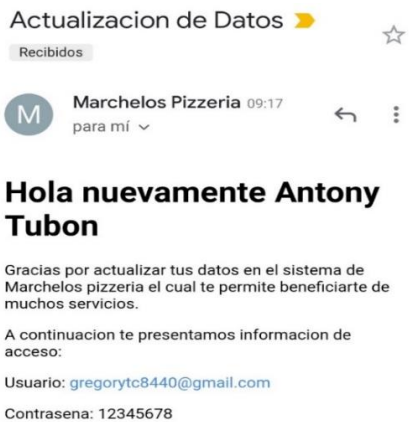 Actualizacion de Datos
Recibidos
M
Marchelos Pizzeria 09:17
para mí
Hola nuevamente Antony
Tubon
Gracias por actualizar tus datos en el sistema de
Marchelos pizzeria el cual te permite beneficiarte de
muchos servicios.
A continuacion te presentamos informacion de
acceso:
Usuario: gregorytc8440@gmail.com
Contrasena: 12345678